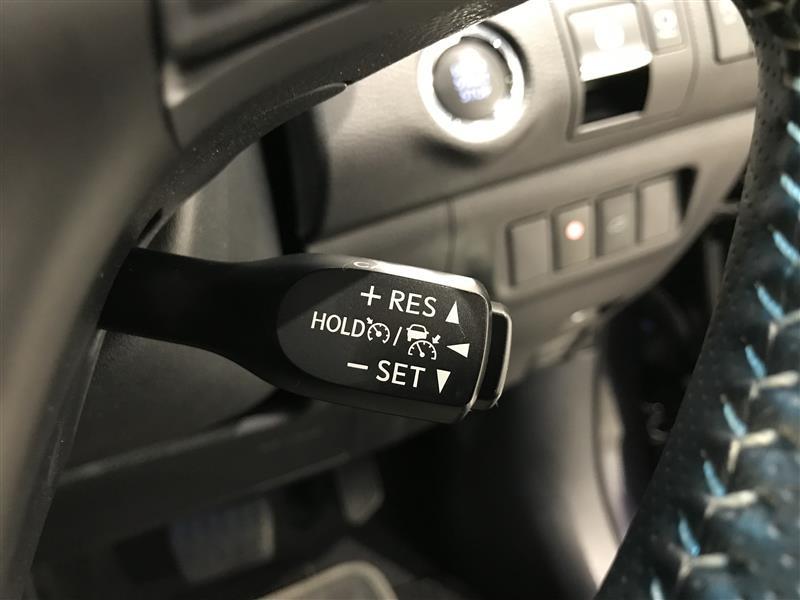 + RES
HOLD /
− SET